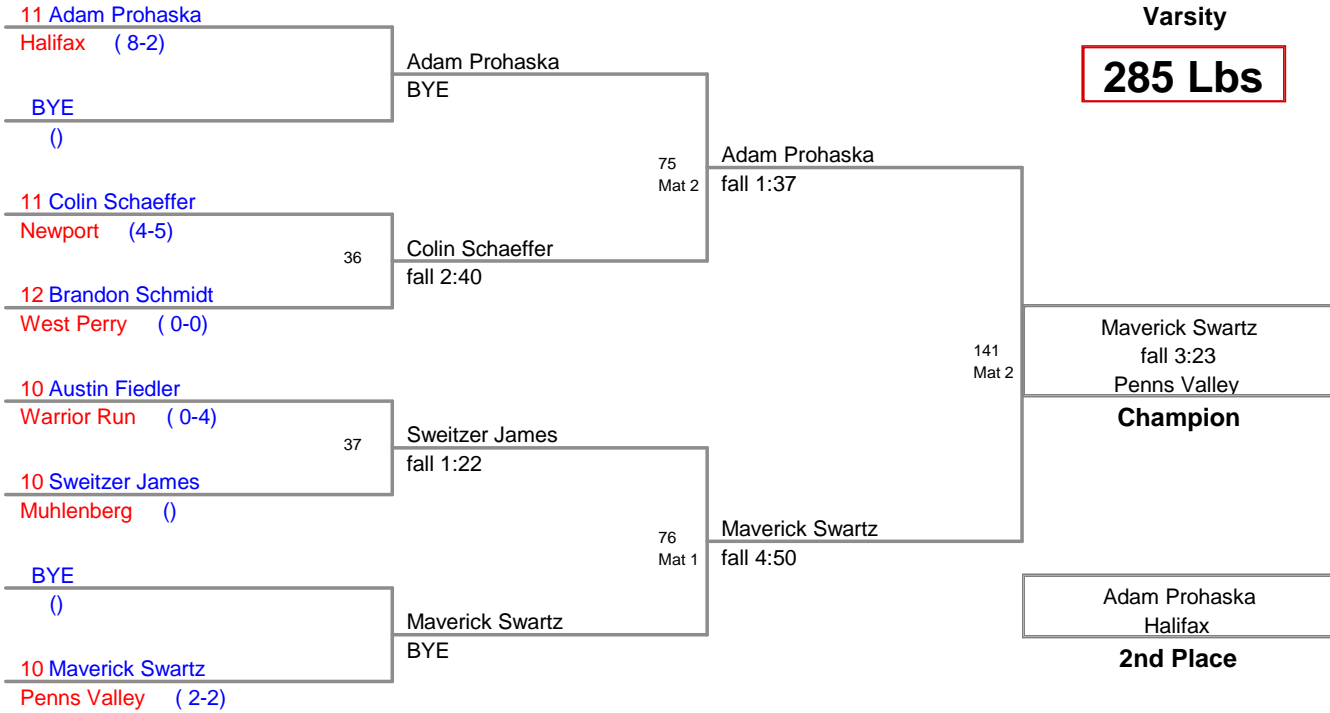 11 Adam Prohaska
Halifax ( 8-2)
BYE
()
11 Colin Schaeffer
Newport (4-5)
12 Brandon Schmidt
West Perry ( 0-0)
10 Austin Fiedler
Warrior Run ( 0-4)
10 Sweitzer James
Muhlenberg ()
BYE
()
10 Maverick Swartz
Penns Valley ( 2-2)
36
37
Adam Prohaska
BYE
Colin Schaeffer
fall 2:40
Sweitzer James
fall 1:22
Maverick Swartz
BYE
75
Mat 2
76
Mat 1
Adam Prohaska
fall 1:37
Maverick Swartz
fall 4:50
141
Mat 2
Varsity
285 Lbs
Maverick Swartz
fall 3:23
Penns Valley
Champion
Adam Prohaska
Halifax
2nd Place